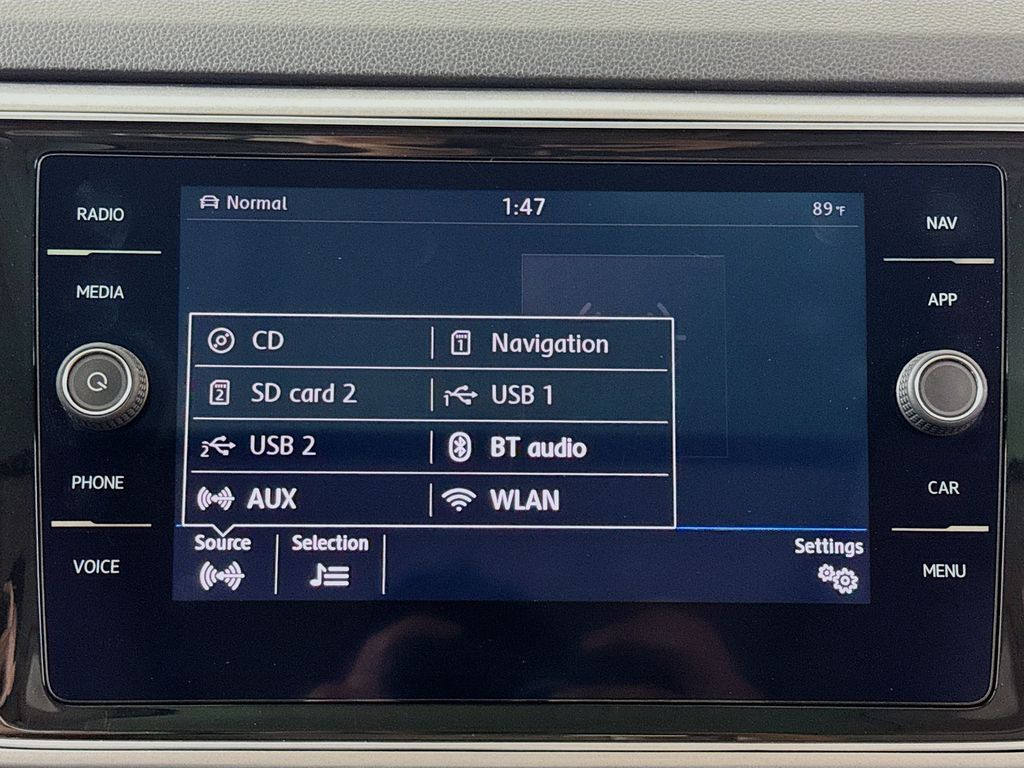 RADIO
MEDIA
PHONE
VOICE
Normal 1:47 89°F
CD Navigation
SD card 2 USB 1
USB 2 BT audio
AUX WLAN
Source Selection Settings
NAV
APP
CAR
MENU